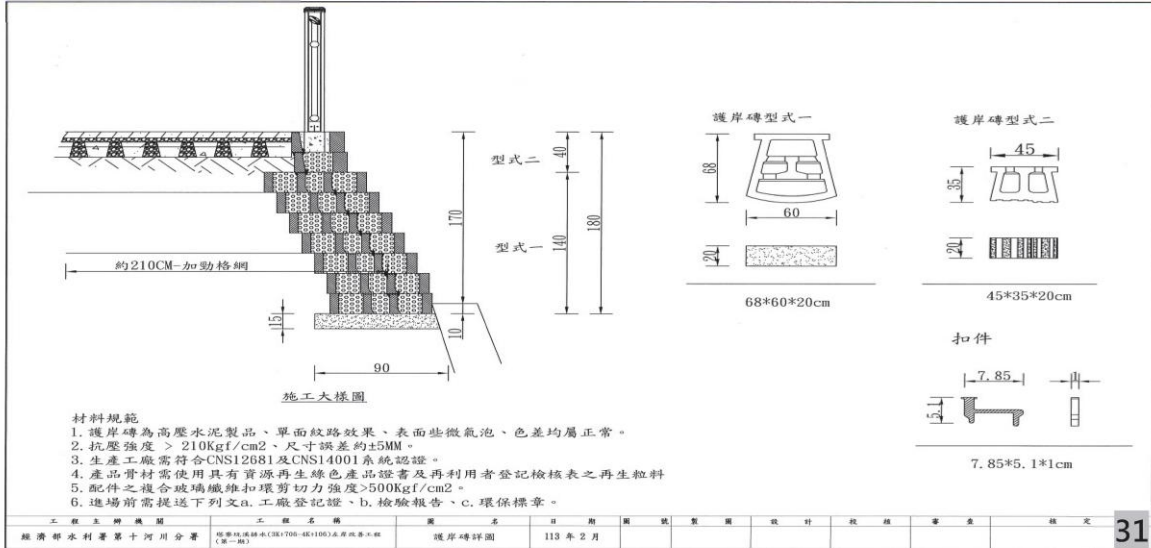 護岸磚型式一
護岸磚型式二
型式二
40
68
60
45
35
170
180
140
型式一
約210CM-加勁格網
20
20
68*60*20cm
45*35*20cm
15
10
90
扣件
7.85
1
5.1
7.85*5.1*1cm
施工大樣圖
材料規範
1. 護岸磚為高壓水泥製品、單面紋路效果、表面些微氣泡、色差均屬正常。
2. 抗壓強度 > 210Kgf/cm2、尺寸誤差約±5MM。
3. 生產工廠需符合CNS12681及CNS14001系統認證。
4. 產品骨材需使用具有資源再生綠色產品證書及再利用者登記檢核表之再生粒料
5. 配件之複合玻璃纖維扣環剪切力強度>500Kgf/cm2。
6. 進場前需提送下列文a. 工廠登記證、b. 檢驗報告、c. 環保標章。
工程主辦機關 工程名稱 圖名 日期 圖號 製圖 設計 校核 審查 核定
經濟部水利署第十河川分署 護岸磚詳圖 113 年 2 月
(第一期)
31